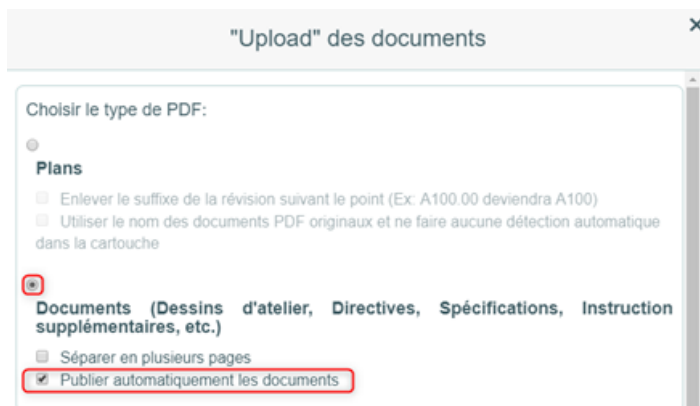 "Upload" des documents
Choisir le type de PDF:
Plans
Enlever le suffixe de la révision suivant le point (Ex: A100.00 deviendra A100)
Utiliser le nom des documents PDF originaux et ne faire aucune détection automatique
dans la cartouche
Documents (Dessins d'atelier, Directives, Spécifications, Instruction
supplémentaires, etc.)
Séparer en plusieurs pages
Publier automatiquement les documents